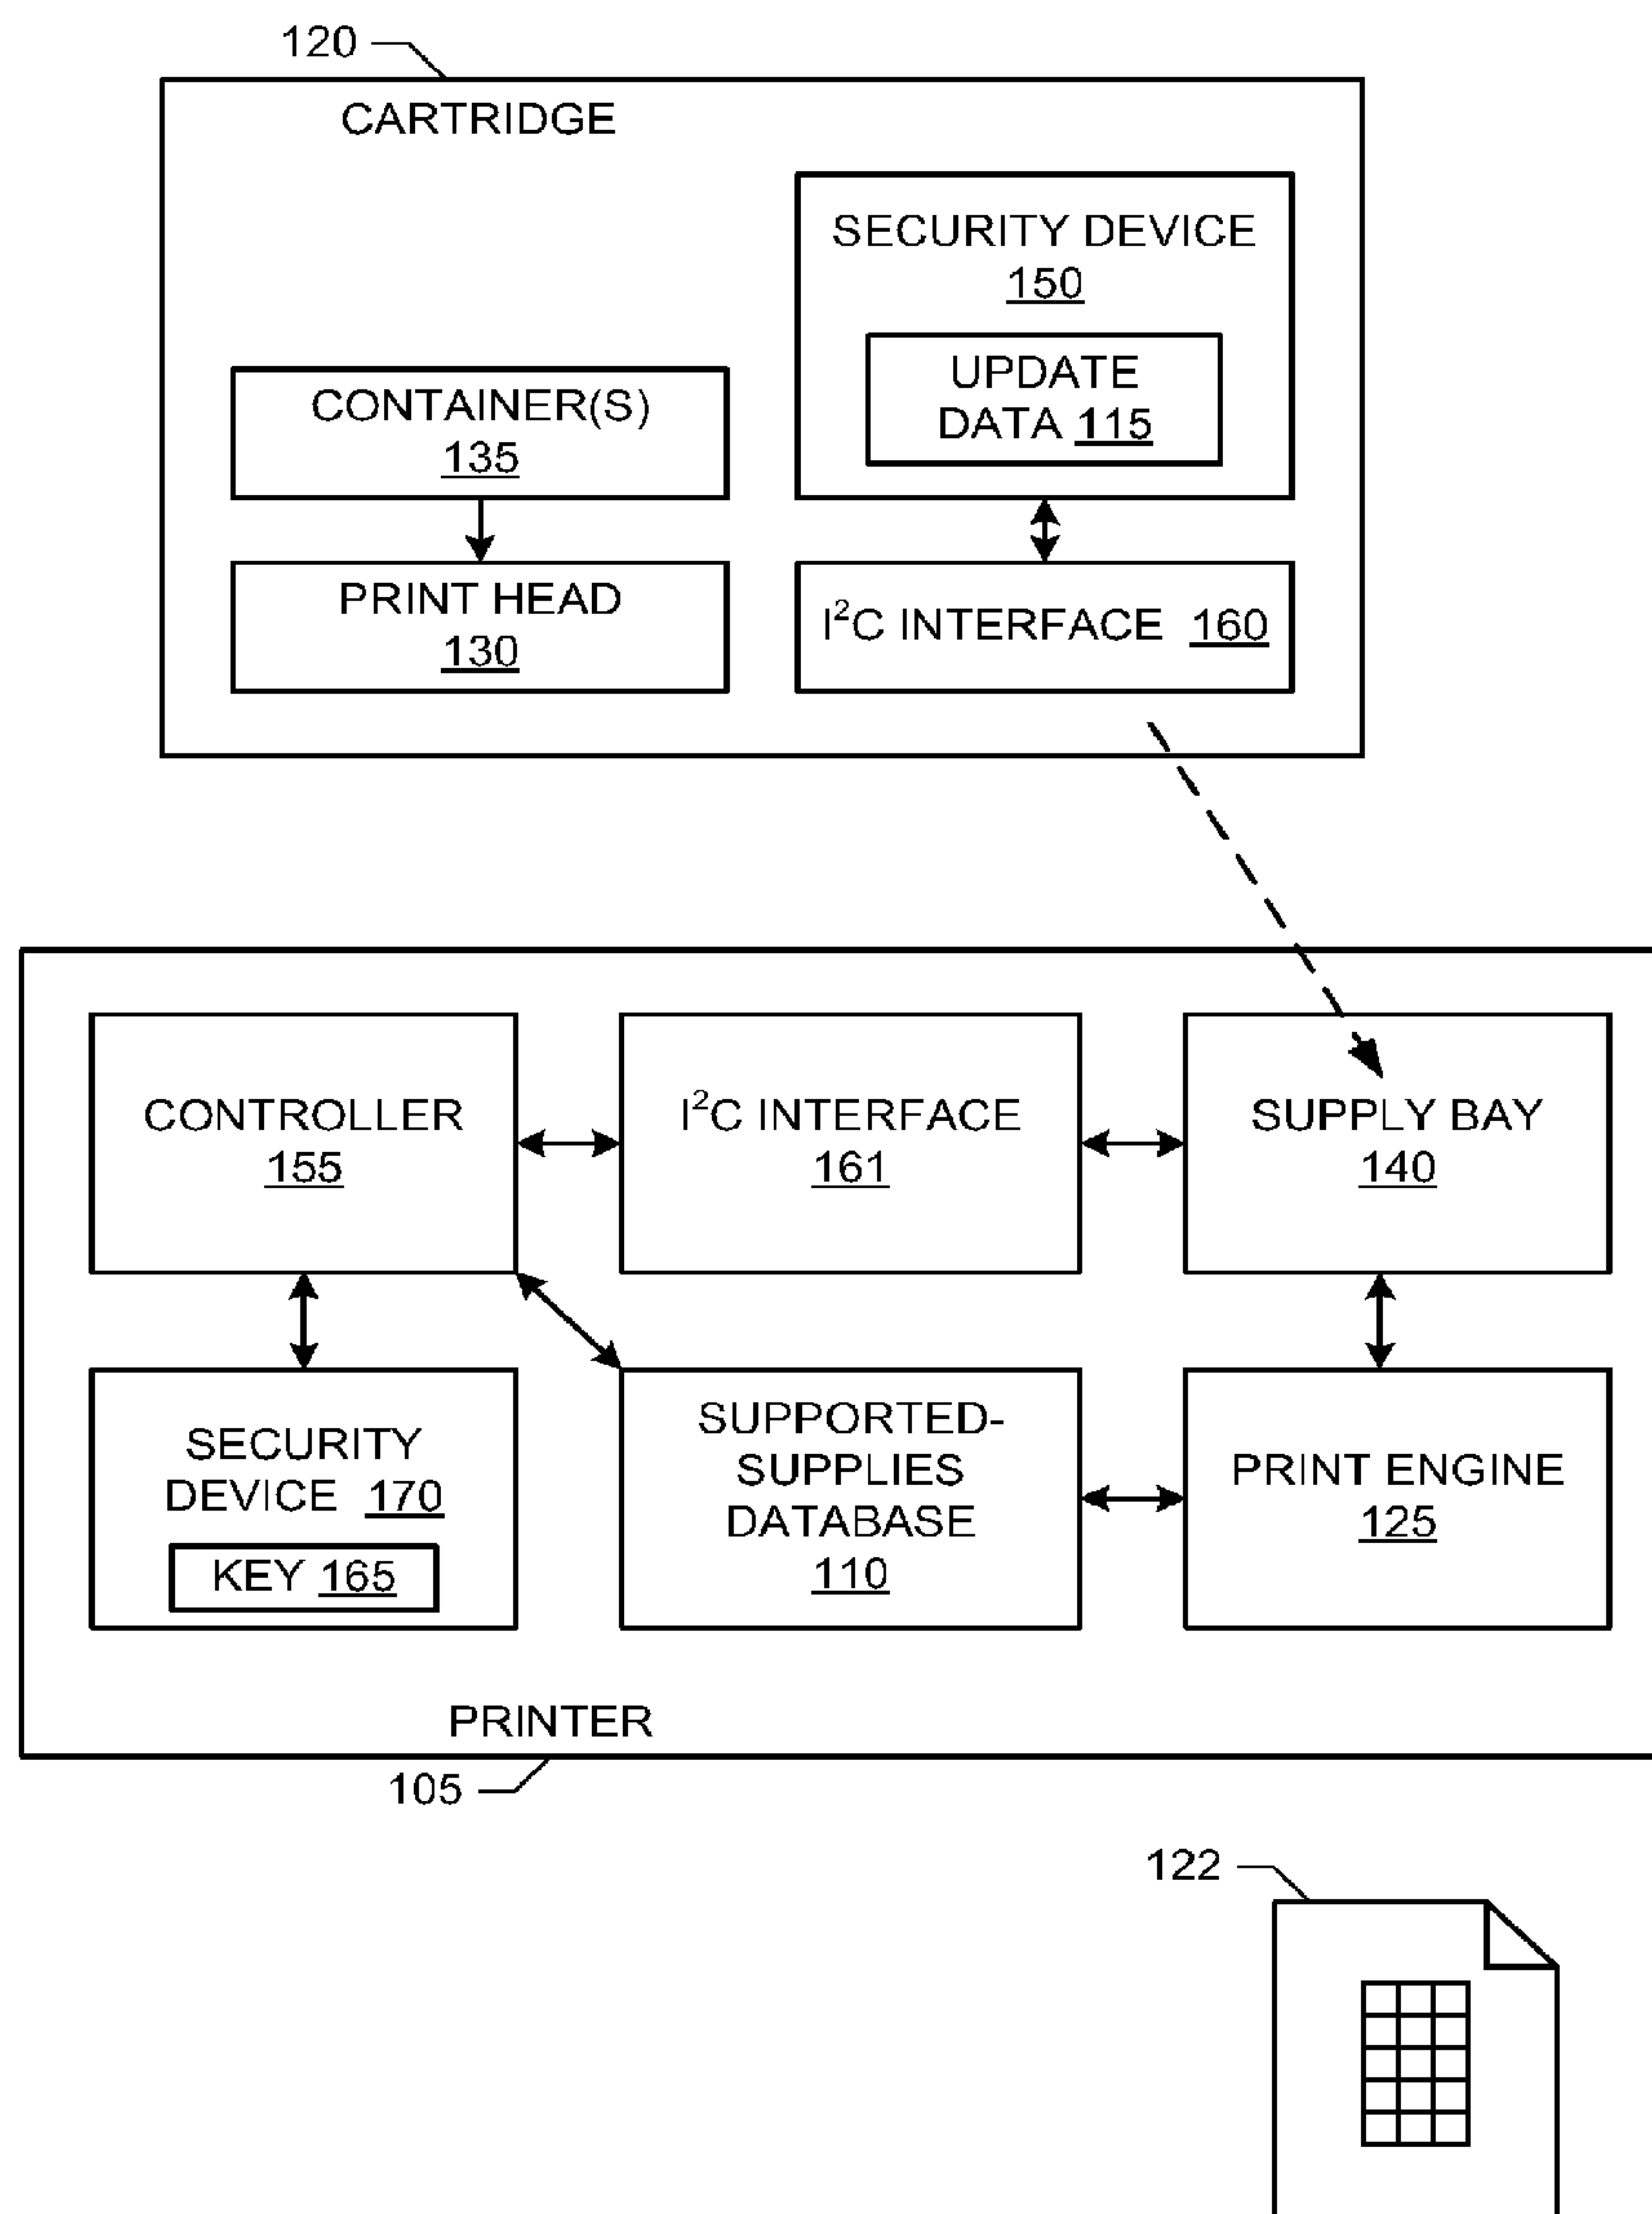 120
CARTRIDGE
SECURITY DEVICE
150
UPDATE
DATA 115
CONTAINER(S)
135
PRINT HEAD
130
I²C INTERFACE 160
CONTROLLER
155
I²C INTERFACE
161
SUPPLY BAY
140
SECURITY
DEVICE 170
KEY 165
SUPPORTED-
SUPPLIES
DATABASE
110
PRINT ENGINE
125
PRINTER
105
122